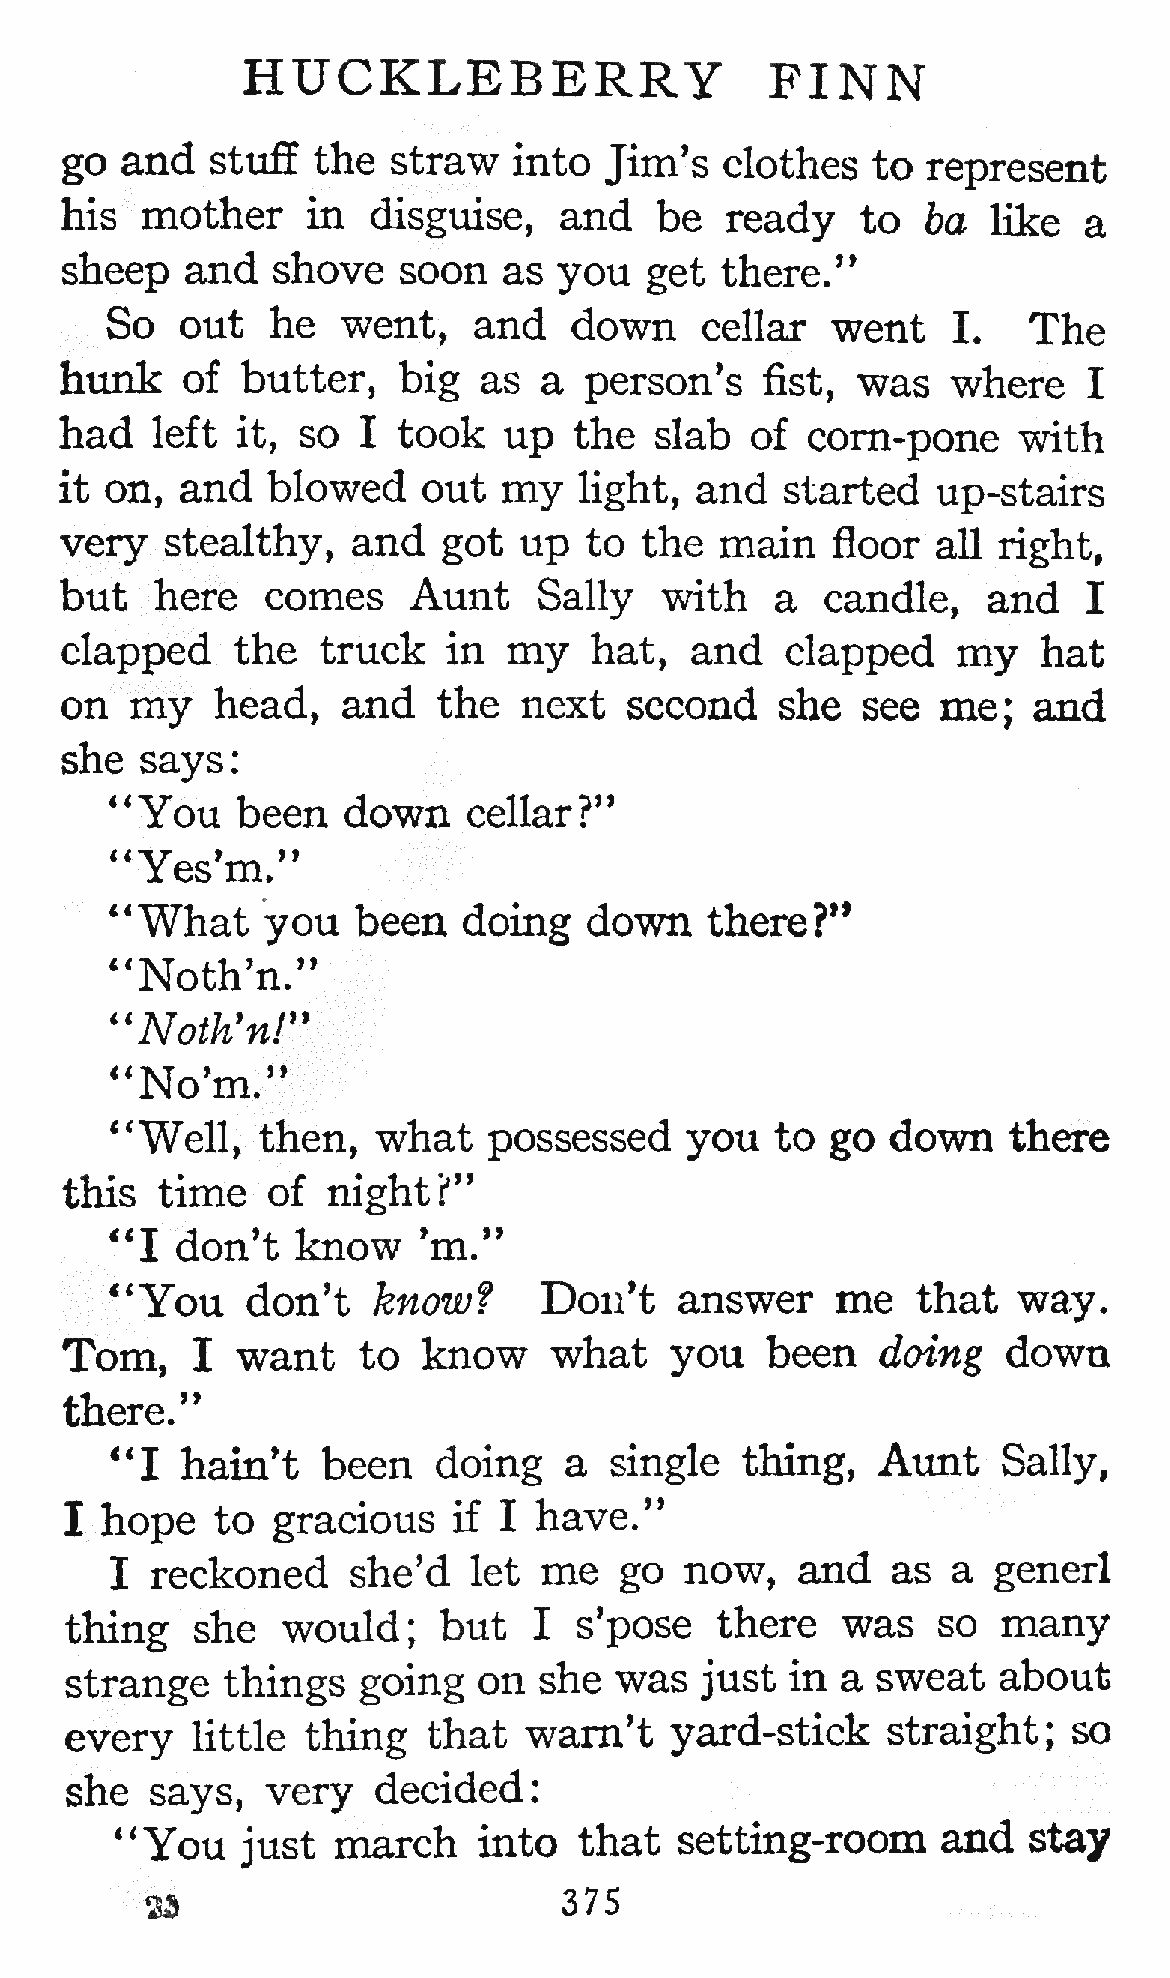 HUCKLEBERRY FINN
go and stuff the straw into Jim's clothes to represent
his mother in disguise, and be ready to ba like a
sheep and shove soon as you get there."
So out he went, and down cellar went I. The
hunk of butter, big as a person's fist, was where I
had left it, so I took up the slab of corn-pone with
it on, and blowed out my light, and started up-stairs
very stealthy, and got up to the main floor all right,
but here comes Aunt Sally with a candle, and I
clapped the truck in my hat, and clapped my hat
on my head, and the next second she see me; and
she says:
"You been down cellar?"
"Yes'm."
"What you been doing down there?"
"Noth'n."
"Noth'n!"
"No'm."
"Well, then, what possessed you to go down there
this time of night?"
"I don't know 'm."
"You don't know? Don't answer me that way.
Tom, I want to know what you been doing down
there."
"I hain't been doing a single thing, Aunt Sally,
I hope to gracious if I have."
I reckoned she'd let me go now, and as a generl
thing she would; but I s'pose there was so many
strange things going on she was just in a sweat about
every little thing that warn't yard-stick straight; so
she says, very decided:
"You just march into that setting-room and stay
375